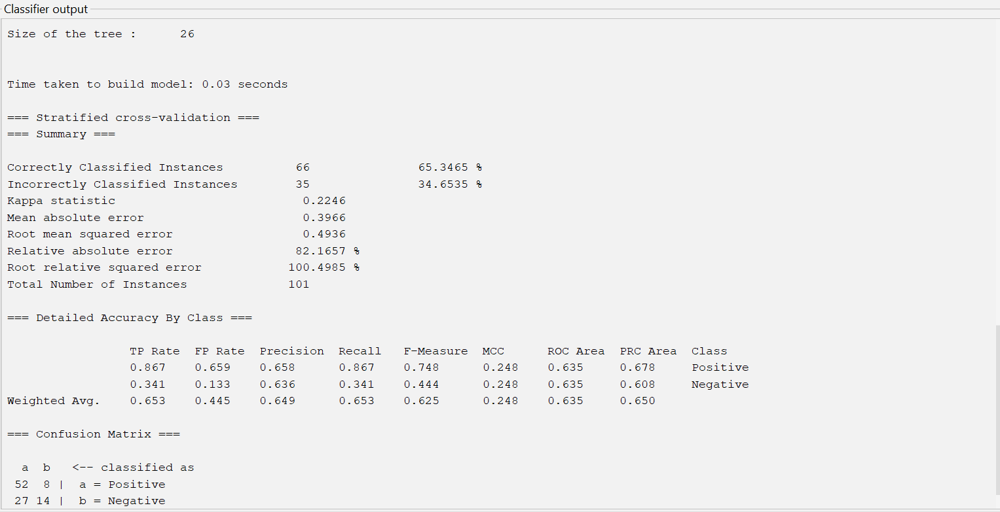 Classifier output
Size of the tree :      26
Time taken to build model: 0.03 seconds
=== Stratified cross-validation ===
=== Summary ===
Correctly Classified Instances          66               65.3465 %
Incorrectly Classified Instances        35               34.6535 %
Kappa statistic                          0.2246
Mean absolute error                      0.3966
Root mean squared error                  0.4936
Relative absolute error                 82.1657 %
Root relative squared error            100.4985 %
Total Number of Instances              101
=== Detailed Accuracy By Class ===
                 TP Rate  FP Rate  Precision  Recall   F-Measure  MCC      ROC Area  PRC Area  Class
                 0.867    0.659    0.658      0.867    0.748      0.248    0.635     0.678     Positive
                 0.341    0.133    0.636      0.341    0.444      0.248    0.635     0.608     Negative
Weighted Avg.    0.653    0.445    0.649      0.653    0.625      0.248    0.635     0.650
=== Confusion Matrix ===
  a  b   <-- classified as
 52  8 |  a = Positive
 27 14 |  b = Negative